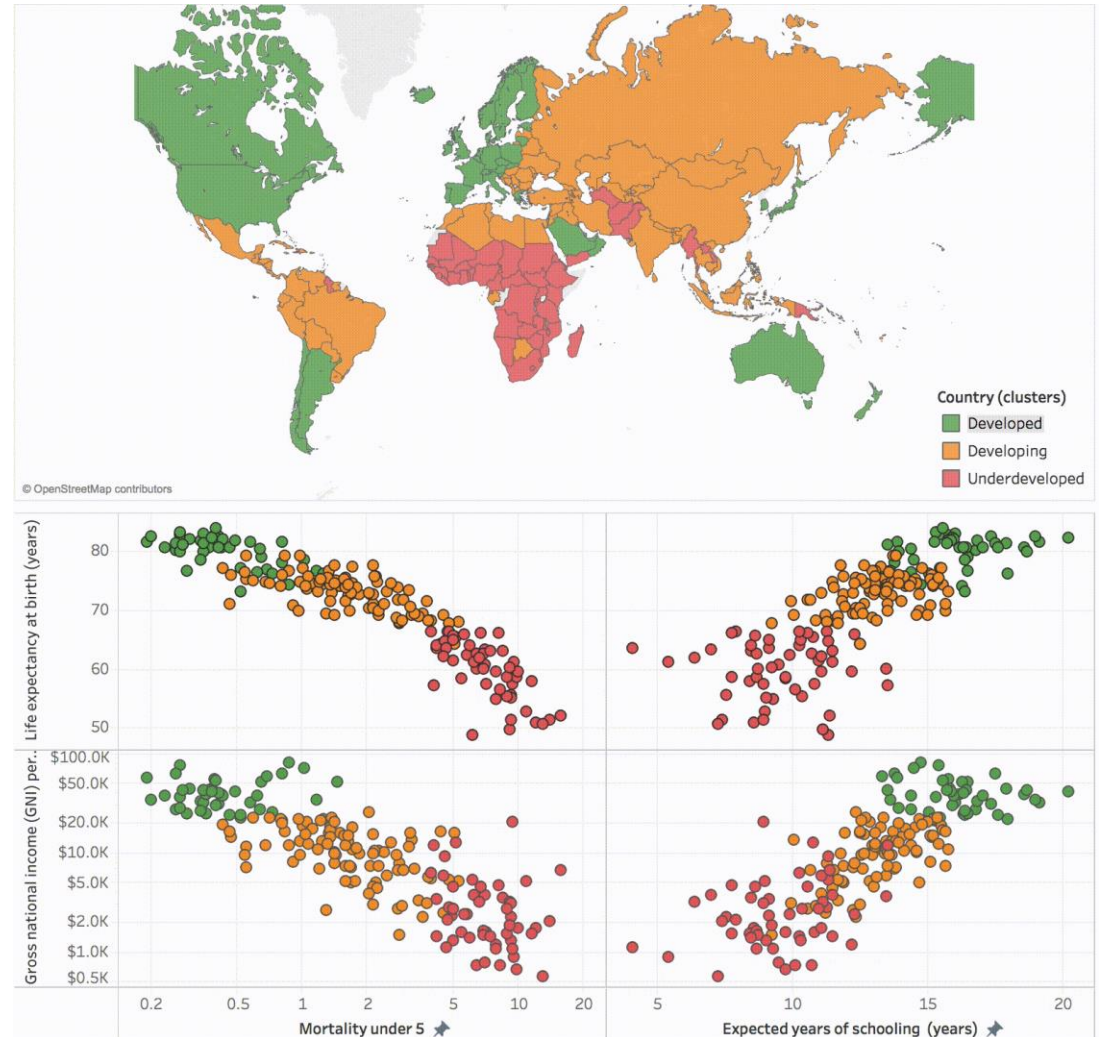 Country (clusters)
Developed
Developing
Underdeveloped
© OpenStreetMap contributors
Life expectancy at birth (years)
80
70
60
50
Gross national income (GNI) per..
$100.0K
$50.0K
$20.0K
$10.0K
$5.0K
$2.0K
$1.0K
$0.5K
0.2
0.5
1
2
5
10
20
Mortality under 5
5
10
15
20
Expected years of schooling (years)